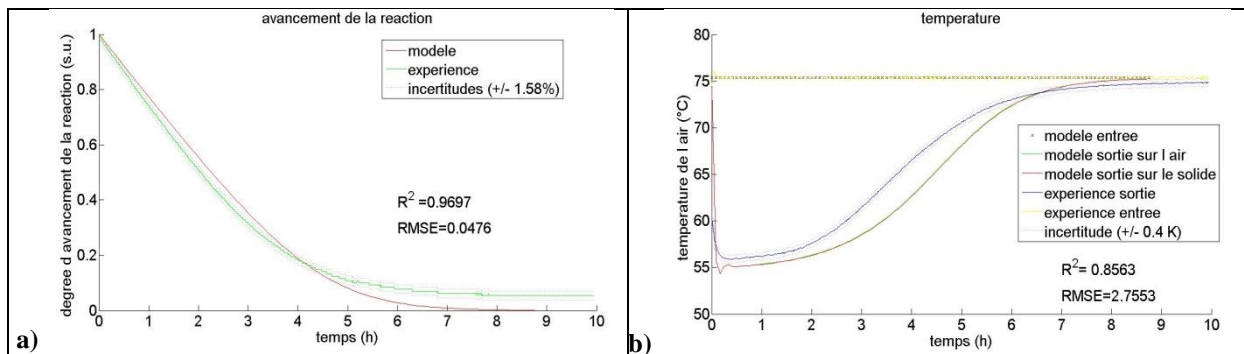 avancement de la reaction
degree d avancement de la reaction (s.u.)
1
0.8
0.6
0.4
0.2
0
modele
experience
incertitudes (+/- 1.58%)
R2 =0.9697
RMSE=0.0476
0 1 2 3 4 5 6 7 8 9 10
temps (h)
a)
temperature
temperature de l air (°C)
80
75
70
65
60
55
50
modele entree
modele sortie sur l air
modele sortie sur le solide
experience sortie
experience entree
incertitude (+/- 0.4 K)
R2= 0.8563
RMSE=2.7553
0 1 2 3 4 5 6 7 8 9 10
temps (h)
b)